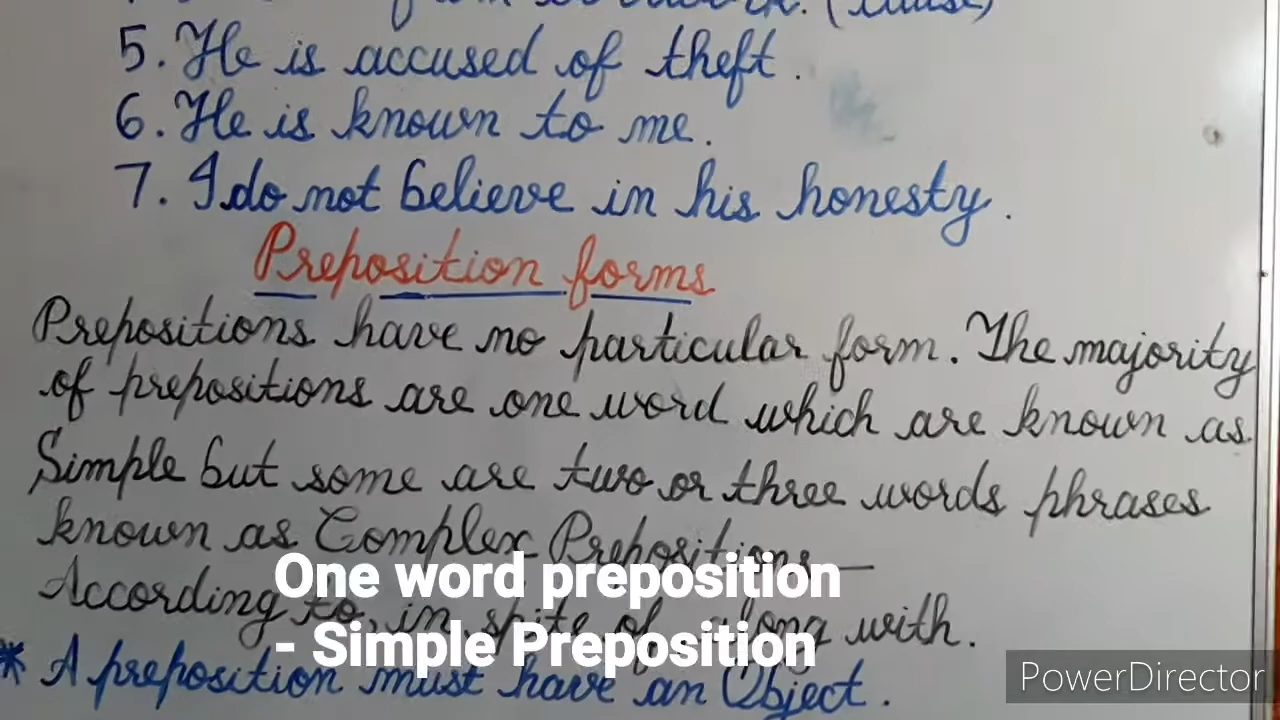 (cause)
5. He is accused of theft.
6. He is known to me.
7. I do not believe in his honesty.
Preposition forms
Prepositions have no particular form. The majority
of prepositions are one word which are known as
Simple but some are two or three words phrases
known as Complex Prepositions —
According to, in spite of, along with.
One word preposition
- Simple Preposition
* A preposition must have an Object.
PowerDirector